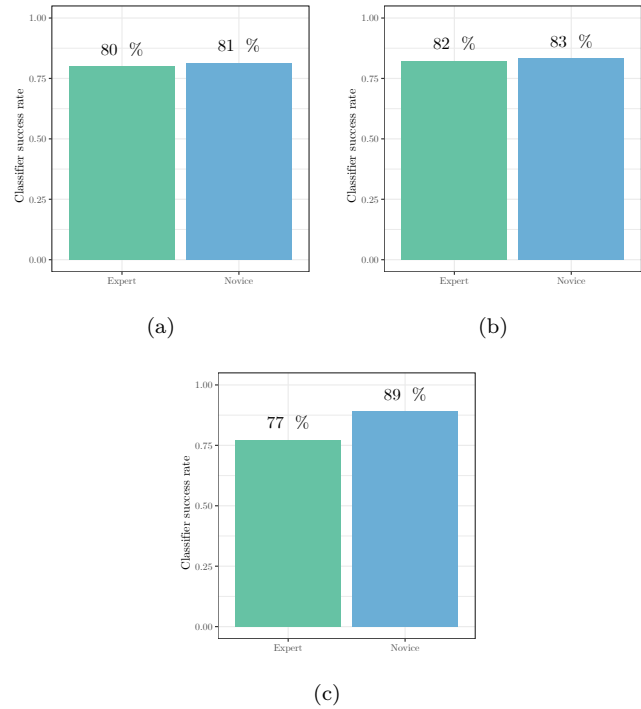 1.00
0.75
0.50
0.25
0.00
Classifier success rate
80 %
81 %
Expert
Novice
(a)
1.00
0.75
0.50
0.25
0.00
Classifier success rate
82 %
83 %
Expert
Novice
(b)
1.00
0.75
0.50
0.25
0.00
Classifier success rate
77 %
89 %
Expert
Novice
(c)